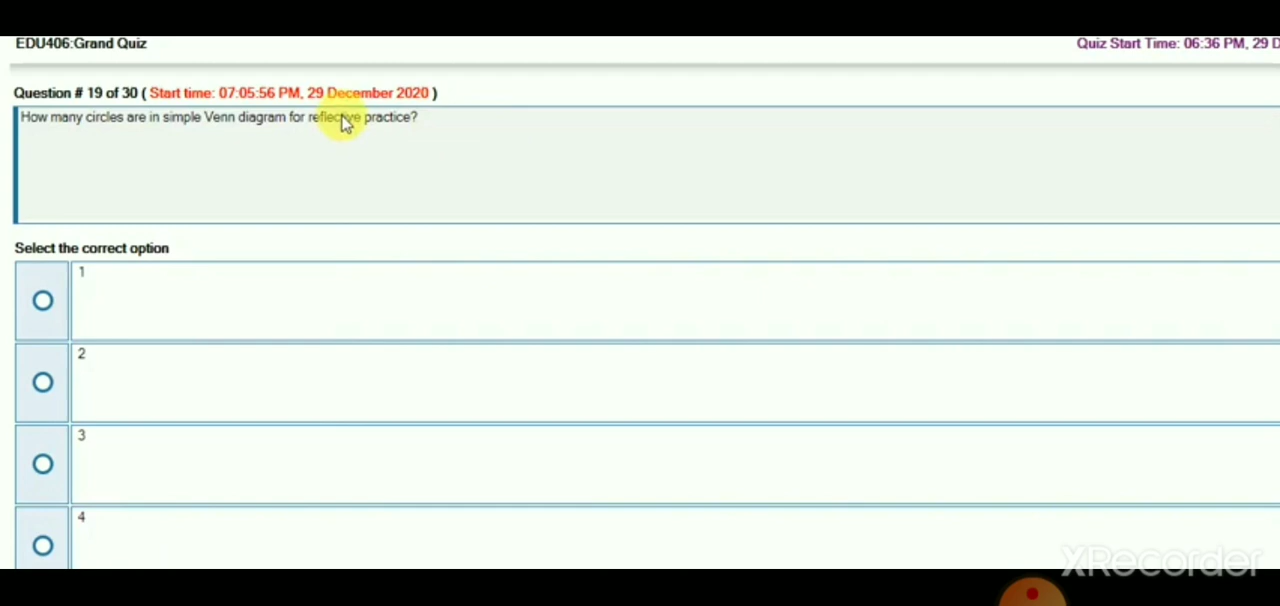 EDU406:Grand Quiz
Quiz Start Time: 06:36 PM, 29 D
Question # 19 of 30 ( Start time: 07:05:56 PM, 29 December 2020 )
How many circles are in simple Venn diagram for reflective practice?
Select the correct option
1
2
3
4
XRecorder